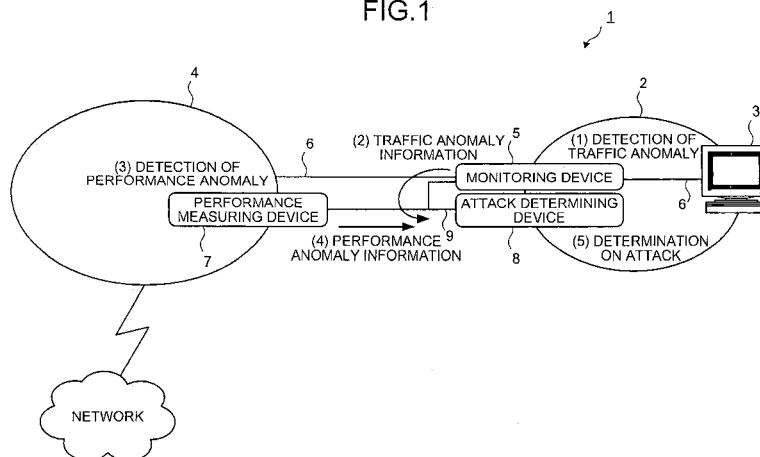 FIG.1
1
4
2
3
6
(2) TRAFFIC ANOMALY
INFORMATION
5
(1) DETECTION OF
TRAFFIC ANOMALY
(3) DETECTION OF
PERFORMANCE ANOMALY
MONITORING DEVICE
6
PERFORMANCE
MEASURING DEVICE
ATTACK DETERMINING
DEVICE
7
(4) PERFORMANCE
ANOMALY INFORMATION
9
8
(5) DETERMINATION
ON ATTACK
NETWORK